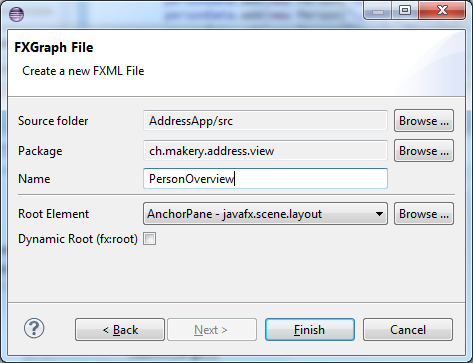 FXGraph File
Create a new FXML File
Source folder AddressApp/src Browse ...
Package ch.makery.address.view Browse ...
Name PersonOverview
Root Element AnchorPane - javafx.scene.layout Browse ...
Dynamic Root (fx:root)
? < Back Next > Finish Cancel